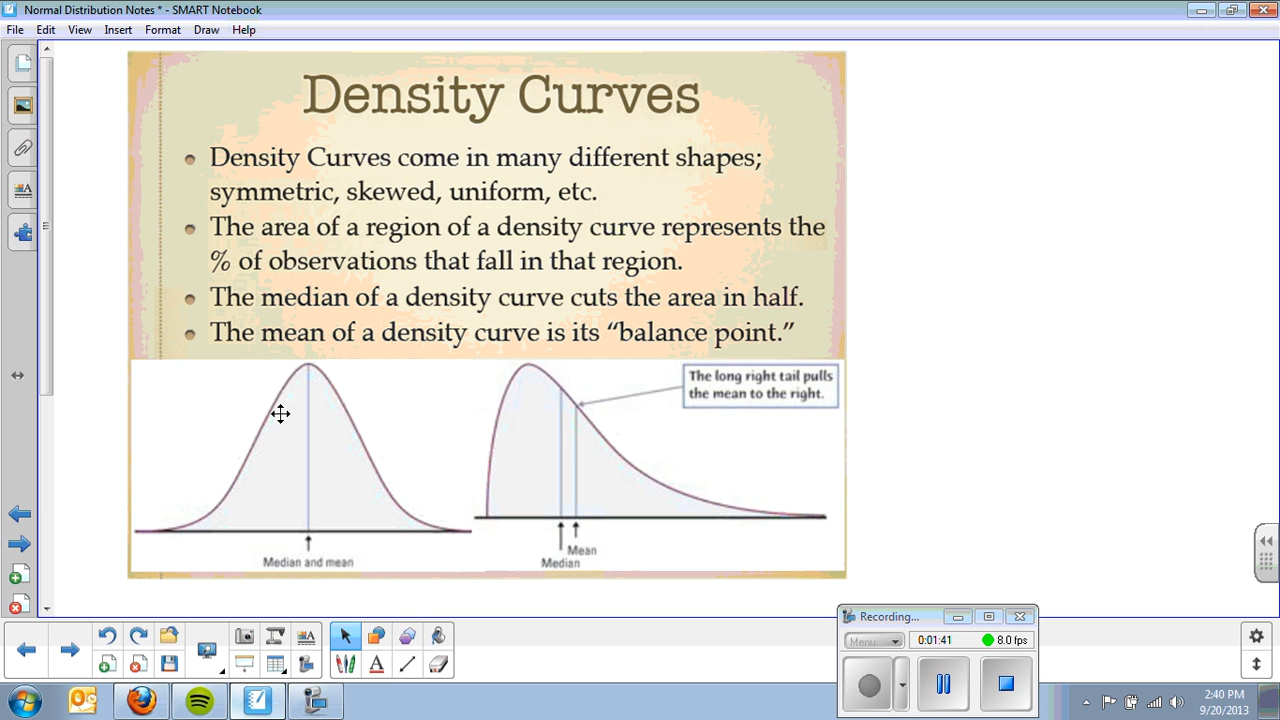 Normal Distribution Notes * - SMART Notebook
File Edit View Insert Format Draw Help
Density Curves
Density Curves come in many different shapes;
symmetric, skewed, uniform, etc.
The area of a region of a density curve represents the
% of observations that fall in that region.
The median of a density curve cuts the area in half.
The mean of a density curve is its “balance point.”
The long right tail pulls
the mean to the right.
Median and mean
Mean
Median
Recording...
Menu 0:01:41 8.0 fps
2:40 PM
9/20/2013